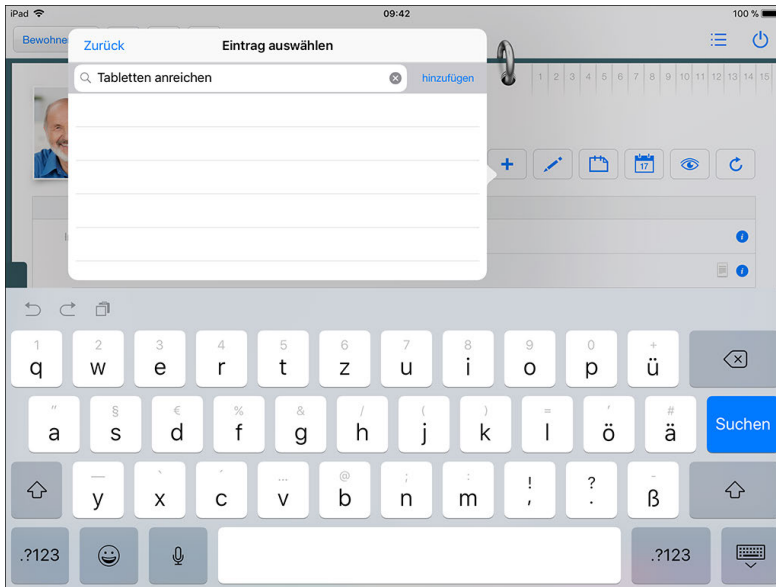 iPad 09:42 100 %
Bewohne
Zurück Eintrag auswählen
Tabletten anreichen hinzufügen
1 2 3 4 5 6 7 8 9 10 11 12 13 14 15
17
1 2 3 4 5 6 7 8 9 0 +
q w e r t z u i o p ü
" § € % & / ( ) = ' #
a s d f g h j k l ö ä Suchen
— ` ´ ... @ ; : ! ? -
y x c v b n m , . ß
.?123 .?123